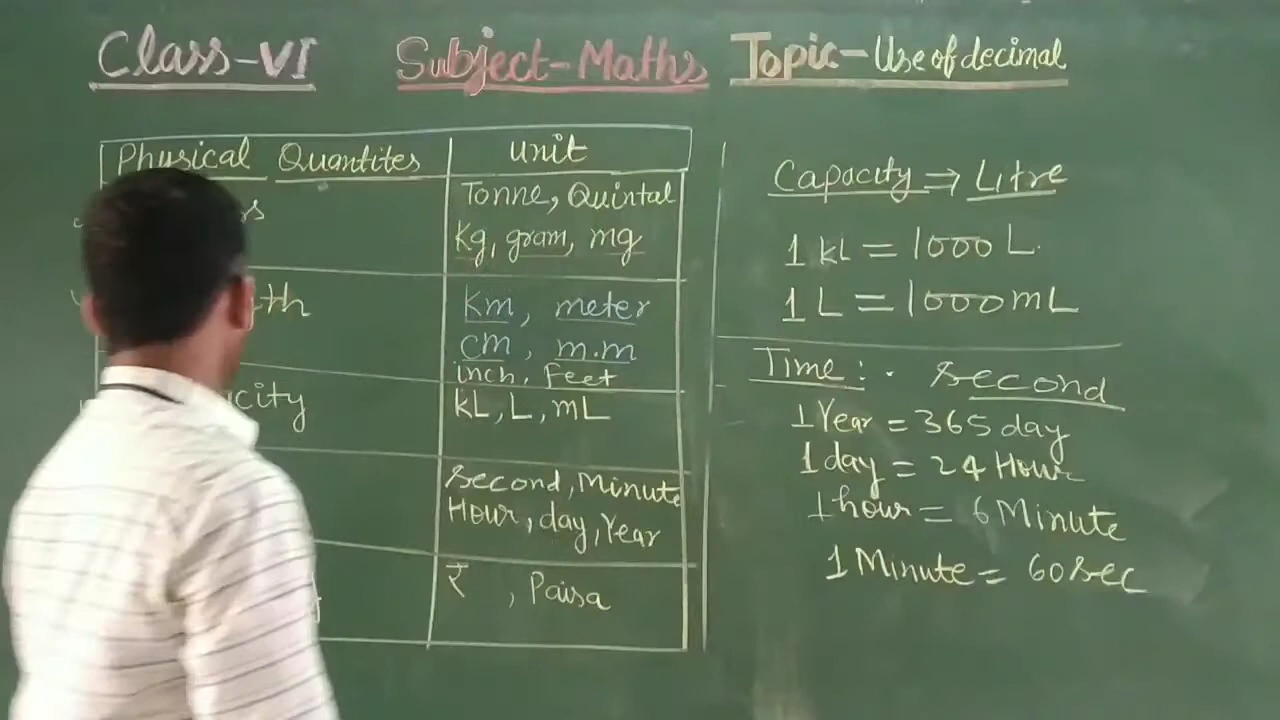 Class-VI Subject-Maths Topic-Use of decimal
Physical Quantites unit
Tonne, Quintal
kg, gram, mg
km, meter
cm, m.m
inch, Feet
kL, L, mL
Second, Minute
Hour, day, Year
₹ , Paisa
Capacity ⇒ Litre
1 kL = 1000 L.
1 L = 1000 mL
Time :. Second
1 Year = 365 day
1 day = 24 Hour
1 hour = 6 Minute
1 Minute = 60 sec